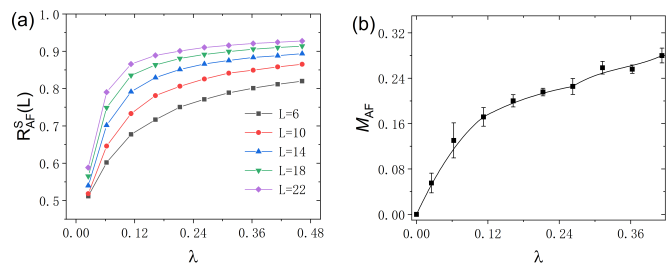 (a)
1.0
0.9
0.8
0.7
0.6
0.5
R^S_AF(L)
L=6
L=10
L=14
L=18
L=22
0.00 0.12 0.24 0.36 0.48
λ
(b)
0.32
0.24
0.16
0.08
0.00
M_AF
0.00 0.12 0.24 0.36
λ